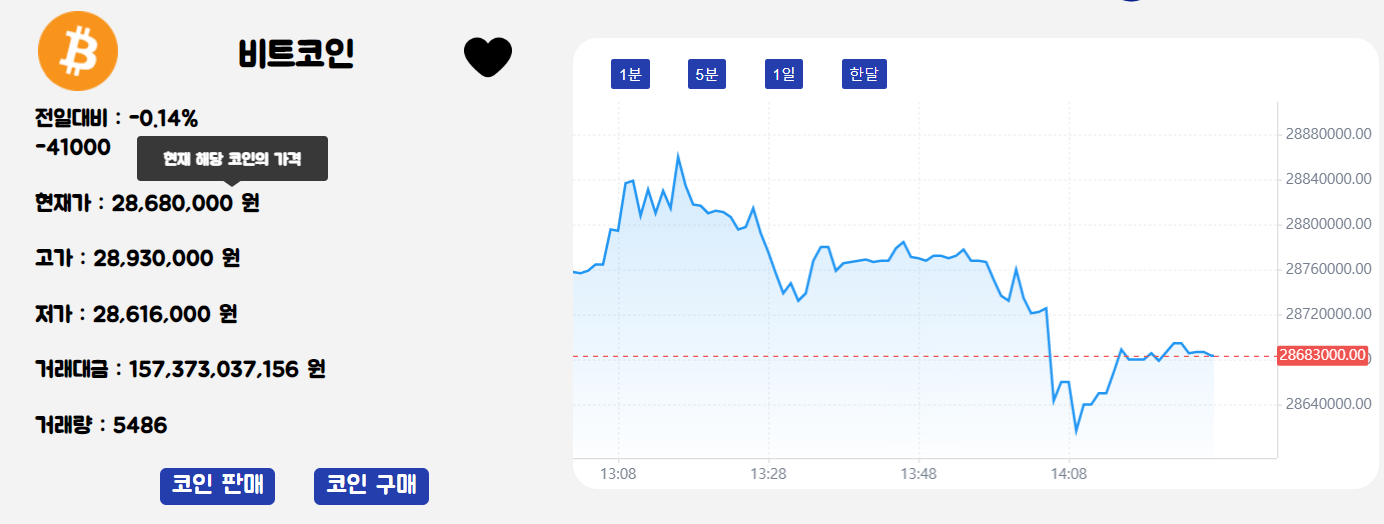 비트코인
전일대비 : -0.14%
-41000
현재 해당 코인의 가격
현재가 : 28,680,000 원
고가 : 28,930,000 원
저가 : 28,616,000 원
거래대금 : 157,373,037,156 원
거래량 : 5486
코인 판매
코인 구매
1분
5분
1일
한달
28880000.00
28840000.00
28800000.00
28760000.00
28720000.00
28683000.00
28640000.00
13:08
13:28
13:48
14:08